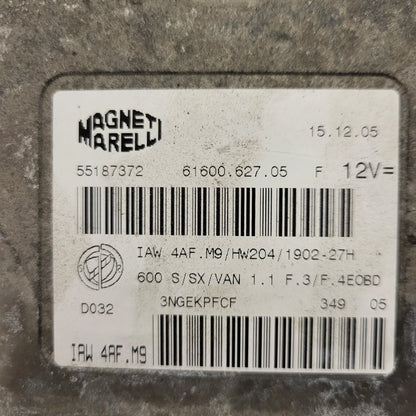 MAGNETI
MARELLI
15.12.05
55187372 61600.627.05 F 12V=
IAW 4AF.M9/HW204/1902-27H
600 S/SX/VAN 1.1 F.3/F.4EOBD
D032 3NGEKPFCF 349 05
IAW 4AF.M9